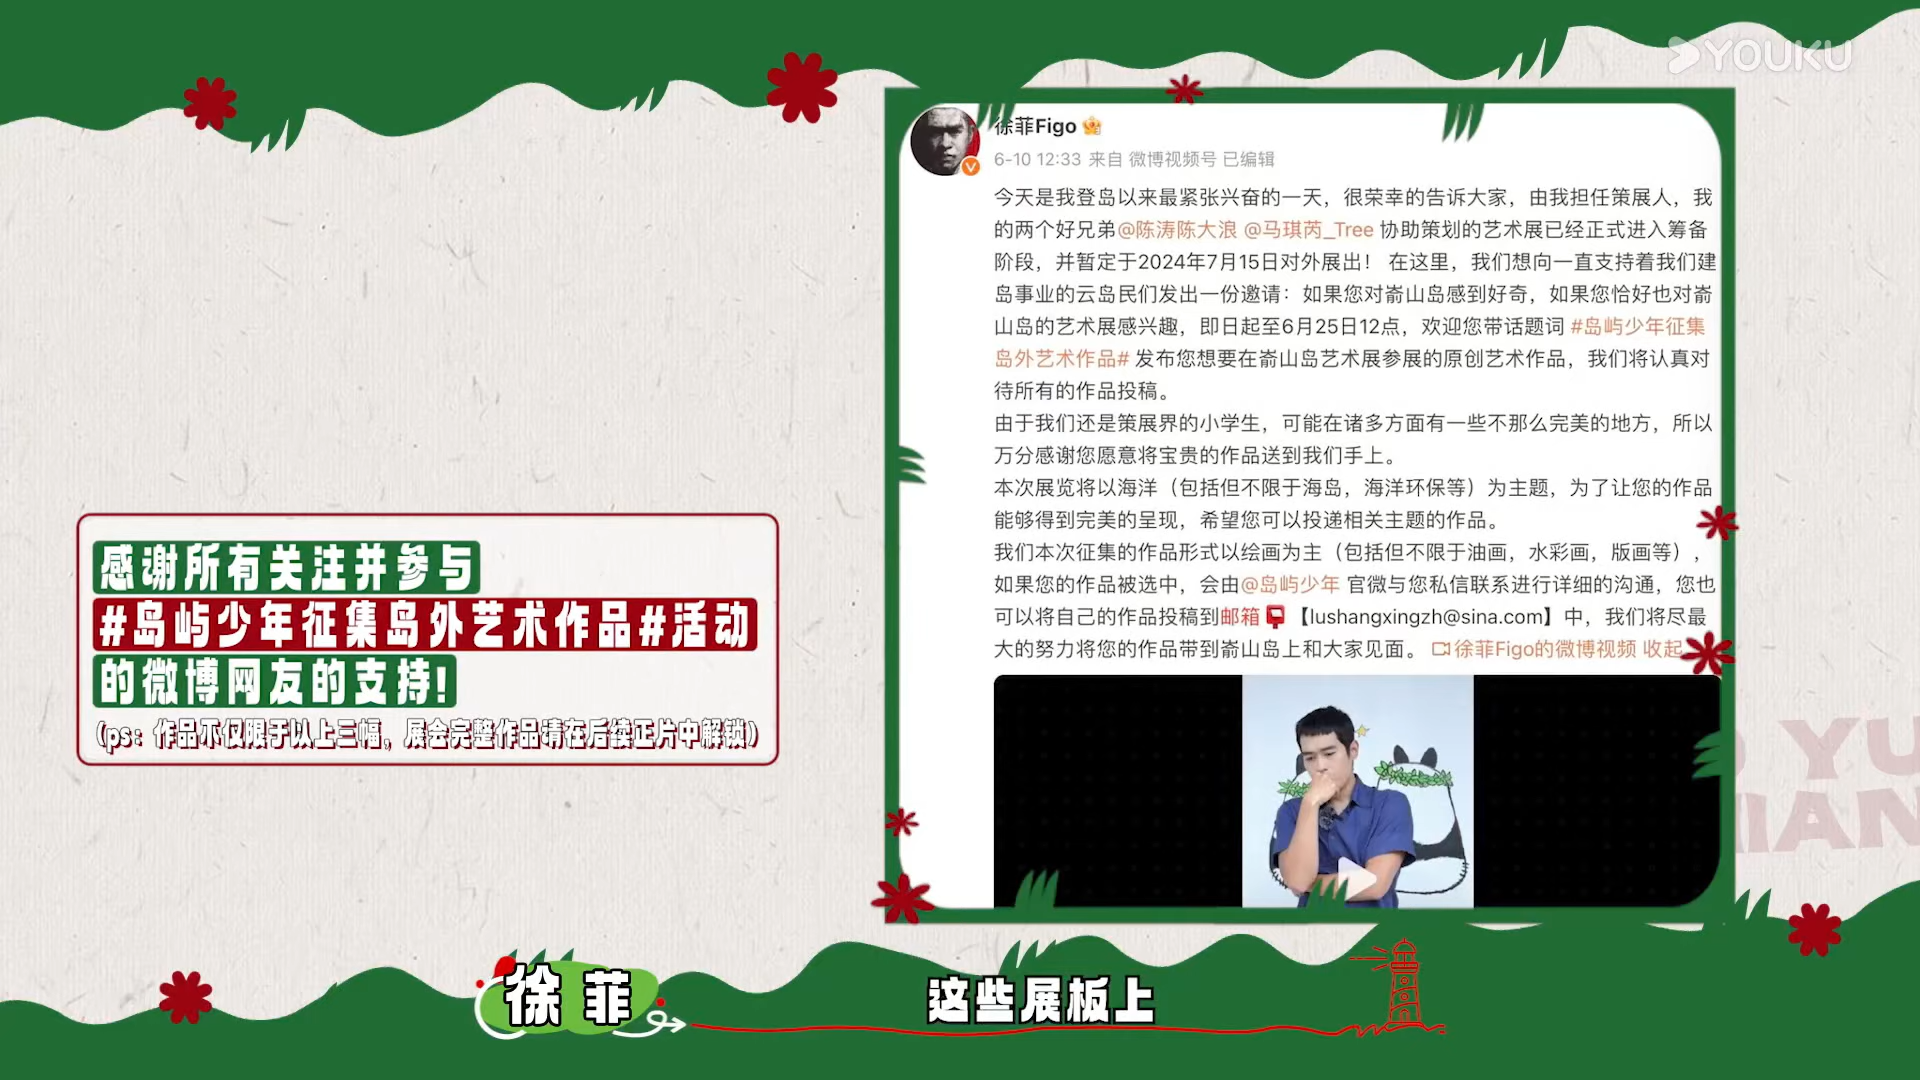 YOUKU
徐菲Figo
6-10 12:33 来自 微博视频号 已编辑
今天是我登岛以来最紧张兴奋的一天，很荣幸的告诉大家，由我担任策展人，我
的两个好兄弟@陈涛陈大浪 @马琪芮_Tree 协助策划的艺术展已经正式进入筹备
阶段，并暂定于2024年7月15日对外展出！ 在这里，我们想向一直支持着我们建
岛事业的云岛民们发出一份邀请：如果您对嵛山岛感到好奇，如果您恰好也对嵛
山岛的艺术展感兴趣，即日起至6月25日12点，欢迎您带话题词 #岛屿少年征集
岛外艺术作品# 发布您想要在嵛山岛艺术展参展的原创艺术作品，我们将认真对
待所有的作品投稿。
由于我们还是策展界的小学生，可能在诸多方面有一些不那么完美的地方，所以
万分感谢您愿意将宝贵的作品送到我们手上。
本次展览将以海洋（包括但不限于海岛，海洋环保等）为主题，为了让您的作品
能够得到完美的呈现，希望您可以投递相关主题的作品。
我们本次征集的作品形式以绘画为主（包括但不限于油画，水彩画，版画等），
如果您的作品被选中，会由@岛屿少年 官微与您私信联系进行详细的沟通，您也
可以将自己的作品投稿到邮箱【lushangxingzh@sina.com】中，我们将尽最
大的努力将您的作品带到嵛山岛上和大家见面。 徐菲Figo的微博视频 收起
感谢所有关注并参与
#岛屿少年征集岛外艺术作品#活动
的微博网友的支持！
（ps：作品不仅限于以上三幅，展会完整作品请在后续正片中解锁）
徐菲
这些展板上